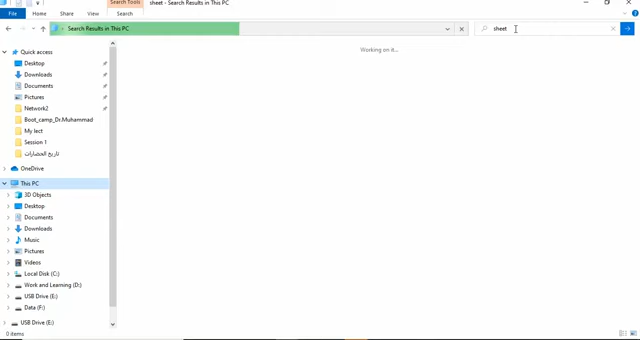 Search Tools
sheet - Search Results in This PC
File
Home
Share
View
Search
Search Results in This PC
sheet
Working on it...
Quick access
Desktop
Downloads
Documents
Pictures
Network2
Boot_camp_Dr.Muhammad
My lect
Session 1
تاريخ الحضارات
OneDrive
This PC
3D Objects
Desktop
Documents
Downloads
Music
Pictures
Videos
Local Disk (C:)
Work and Learning (D:)
USB Drive (E:)
Data (F:)
USB Drive (E:)
0 items